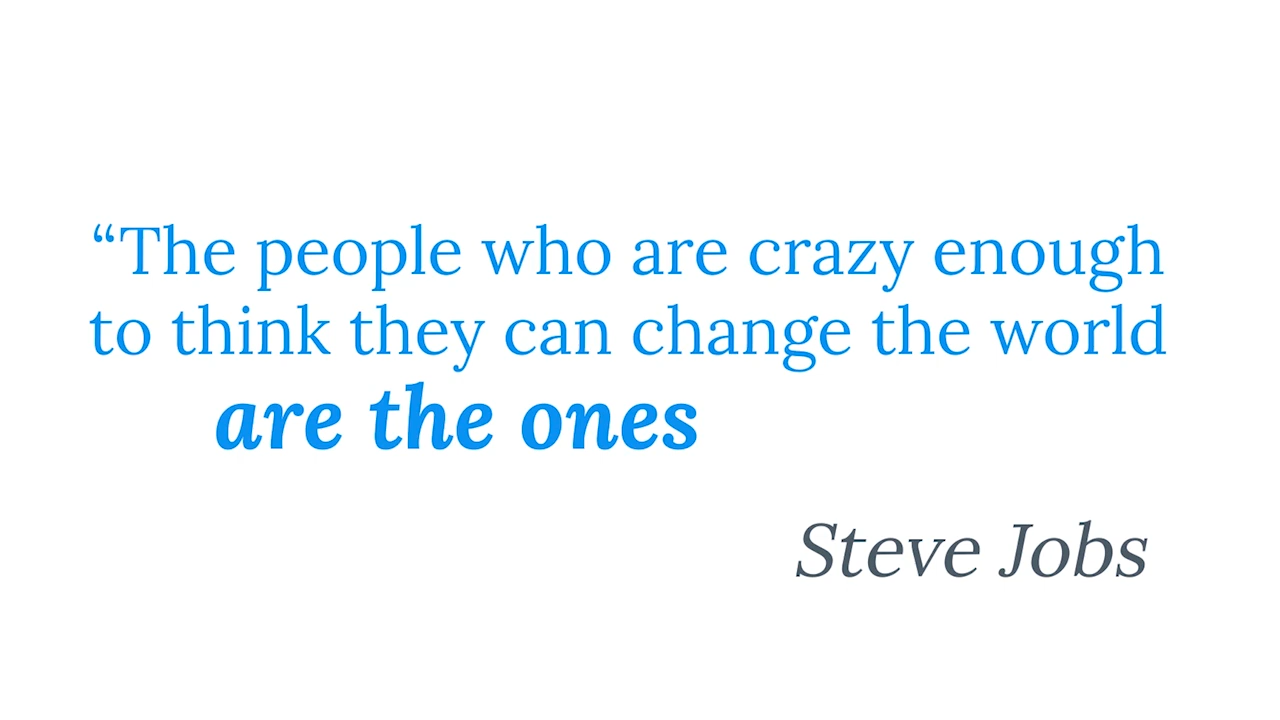 “The people who are crazy enough
to think they can change the world
are the ones
Steve Jobs